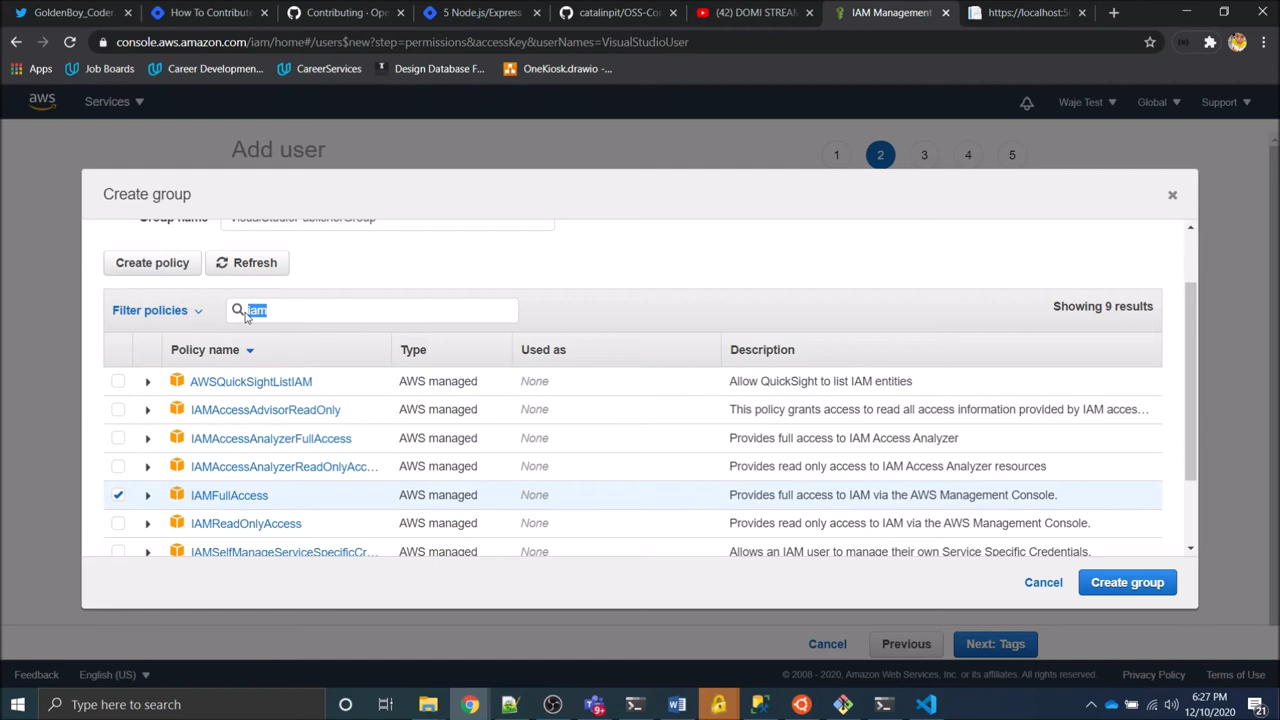 GoldenBoy_Coder
How To Contribute
Contributing · Ope
5 Node.js/Express
catalinpit/OSS-Con
(42) DOMI STREAM
IAM Management
https://localhost:50
console.aws.amazon.com/iam/home#/users$new?step=permissions&accessKey&userNames=VisualStudioUser
Apps
Job Boards
Career Development...
CareerServices
Design Database F...
OneKiosk.drawio -...
aws
Services
Waje Test
Global
Support
Add user
1
2
3
4
5
Create group
Group name
VisualStudioPublisherGroup
Create policy
Refresh
Filter policies
iam
Showing 9 results
Policy name
Type
Used as
Description
AWSQuickSightListIAM
AWS managed
None
Allow QuickSight to list IAM entities
IAMAccessAdvisorReadOnly
AWS managed
None
This policy grants access to read all access information provided by IAM acces...
IAMAccessAnalyzerFullAccess
AWS managed
None
Provides full access to IAM Access Analyzer
IAMAccessAnalyzerReadOnlyAcc...
AWS managed
None
Provides read only access to IAM Access Analyzer resources
IAMFullAccess
AWS managed
None
Provides full access to IAM via the AWS Management Console.
IAMReadOnlyAccess
AWS managed
None
Provides read only access to IAM via the AWS Management Console.
IAMSelfManageServiceSpecificCr...
AWS managed
None
Allows an IAM user to manage their own Service Specific Credentials.
Cancel
Create group
Cancel
Previous
Next: Tags
Feedback
English (US)
© 2008 - 2020, Amazon Web Services, Inc. or its affiliates. All rights reserved.
Privacy Policy
Terms of Use
Type here to search
6:27 PM
12/10/2020
21